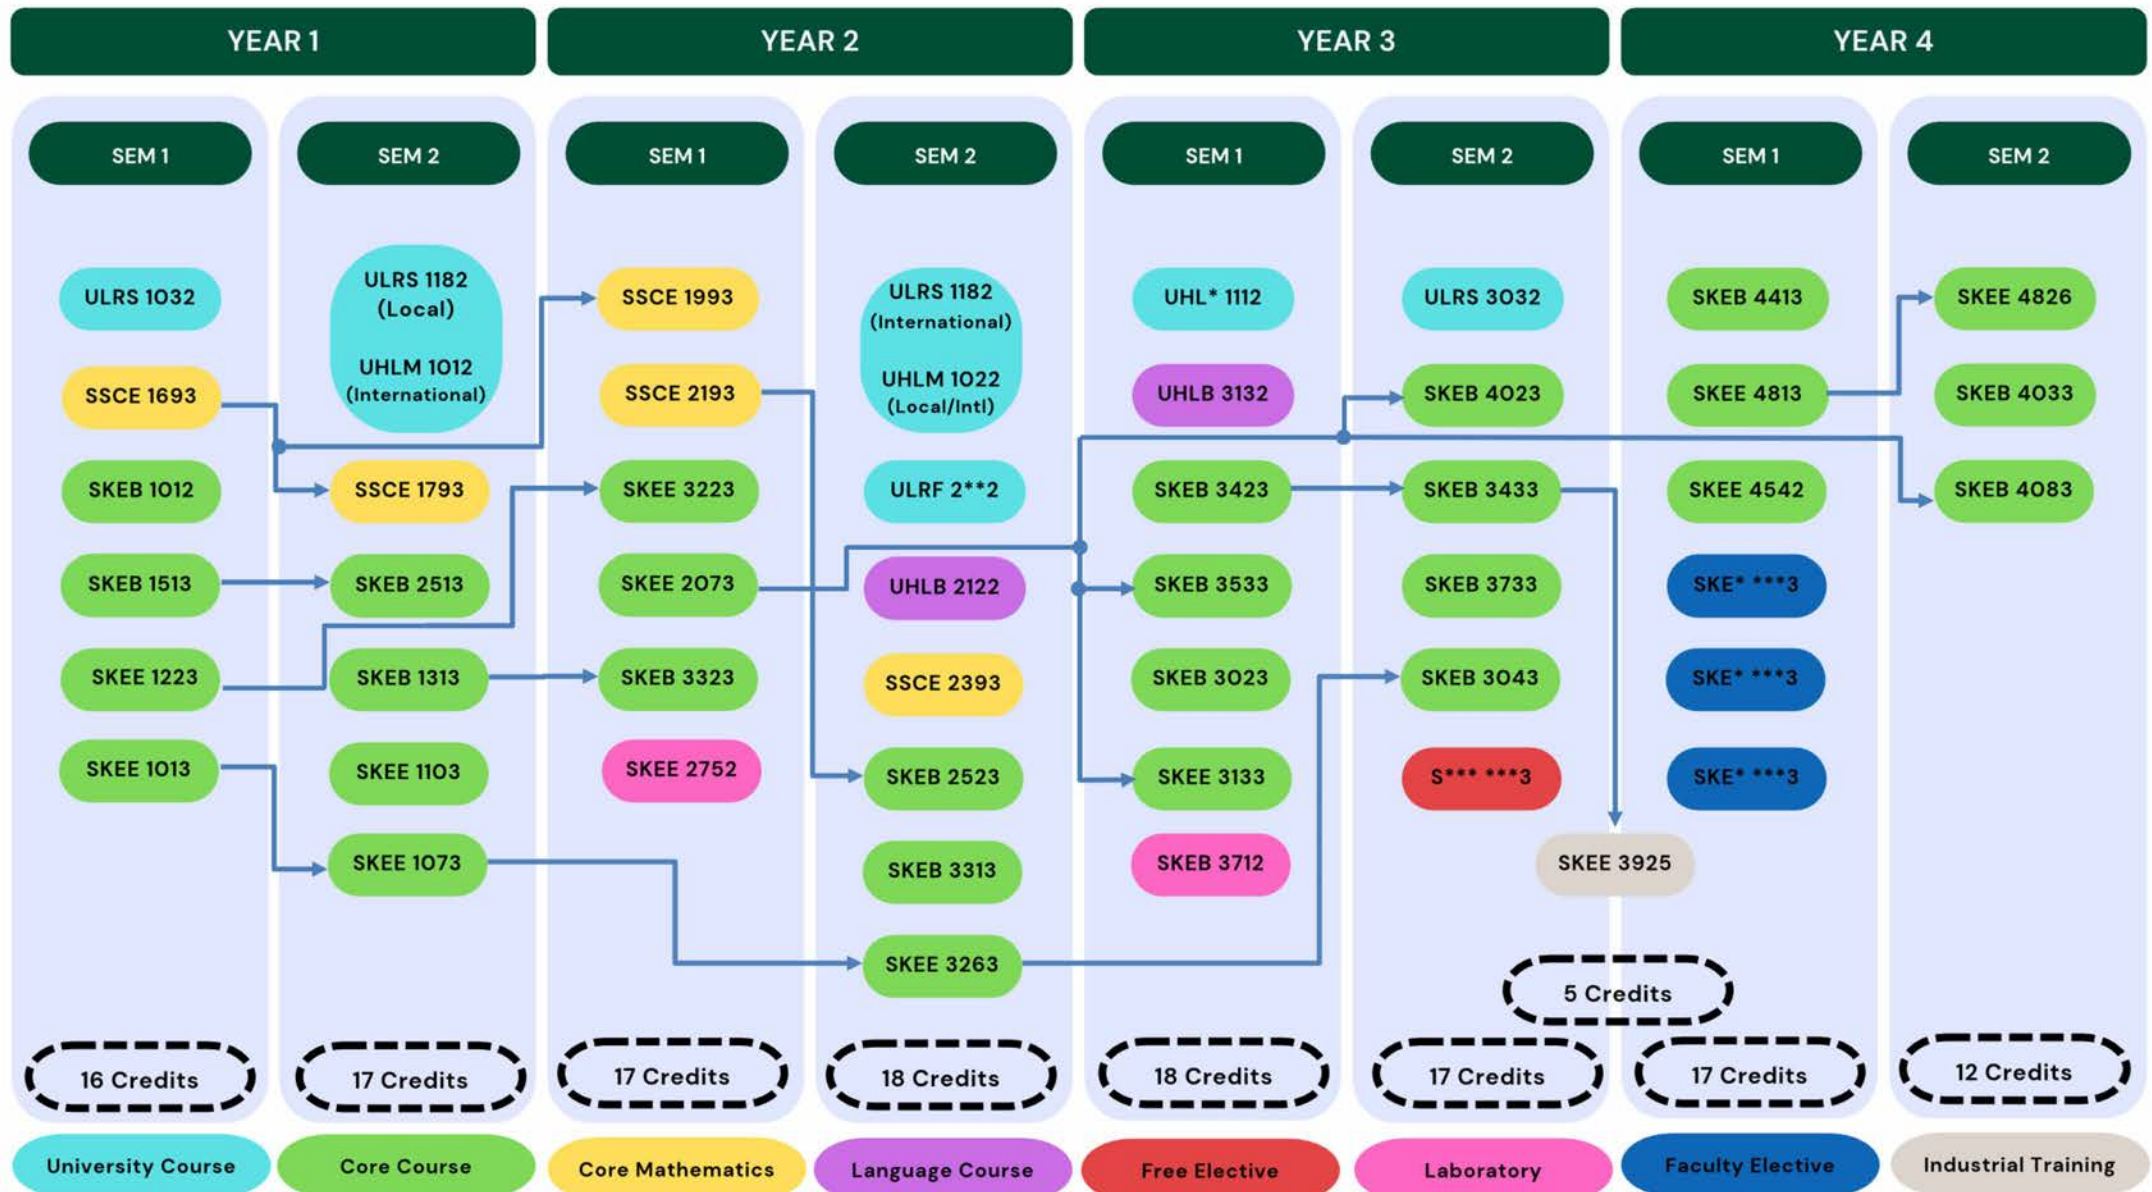 YEAR 1
YEAR 2
YEAR 3
YEAR 4
SEM 1
SEM 2
SEM 1
SEM 2
SEM 1
SEM 2
SEM 1
SEM 2
ULRS 1032
SSCE 1693
SKEB 1012
SKEB 1513
SKEE 1223
SKEE 1013
16 Credits
ULRS 1182
(Local)
UHLM 1012
(International)
SSCE 1793
SKEB 2513
SKEB 1313
SKEE 1103
SKEE 1073
17 Credits
SSCE 1993
SSCE 2193
SKEE 3223
SKEE 2073
SKEB 3323
SKEE 2752
17 Credits
ULRS 1182
(International)
UHLM 1022
(Local/Intl)
ULRF 2**2
UHLB 2122
SSCE 2393
SKEB 2523
SKEB 3313
SKEE 3263
18 Credits
UHL* 1112
UHLB 3132
SKEB 3423
SKEB 3533
SKEB 3023
SKEE 3133
SKEB 3712
18 Credits
ULRS 3032
SKEB 4023
SKEB 3433
SKEB 3733
SKEB 3043
S*** ***3
17 Credits
SKEE 3925
5 Credits
SKEB 4413
SKEE 4813
SKEE 4542
SKE* ***3
SKE* ***3
SKE* ***3
17 Credits
SKEE 4826
SKEB 4033
SKEB 4083
12 Credits
University Course
Core Course
Core Mathematics
Language Course
Free Elective
Laboratory
Faculty Elective
Industrial Training